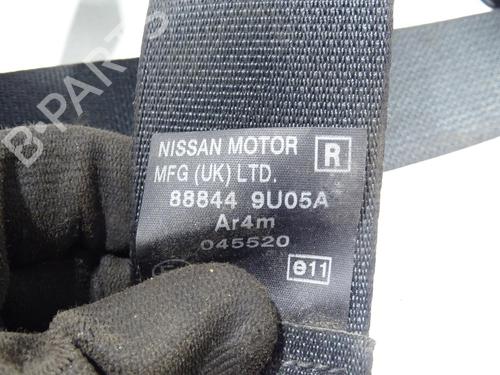 B-PARTS
NISSAN MOTOR R
MFG (UK) LTD.
88844 9U05A
Ar4m
045520
e11